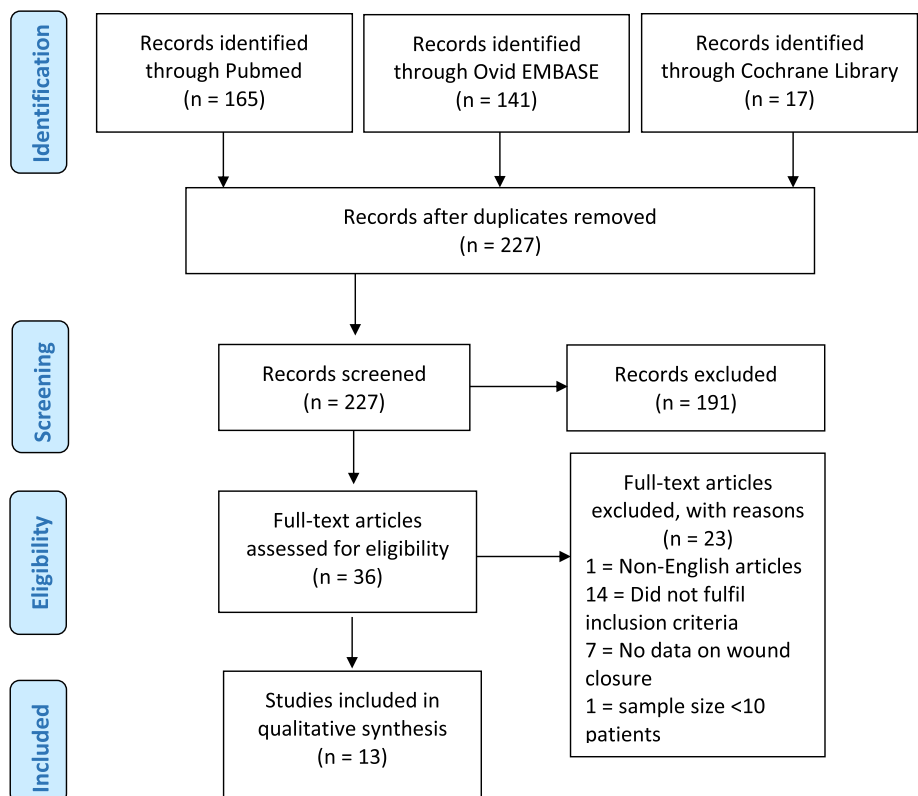 Identification
Records identified
through Pubmed
(n = 165)
Records identified
through Ovid EMBASE
(n = 141)
Records identified
through Cochrane Library
(n = 17)
Records after duplicates removed
(n = 227)
Screening
Records screened
(n = 227)
Records excluded
(n = 191)
Eligibility
Full-text articles
assessed for eligibility
(n = 36)
Full-text articles
excluded, with reasons
(n = 23)
1 = Non-English articles
14 = Did not fulfil
inclusion criteria
7 = No data on wound
closure
1 = sample size <10
patients
Included
Studies included in
qualitative synthesis
(n = 13)